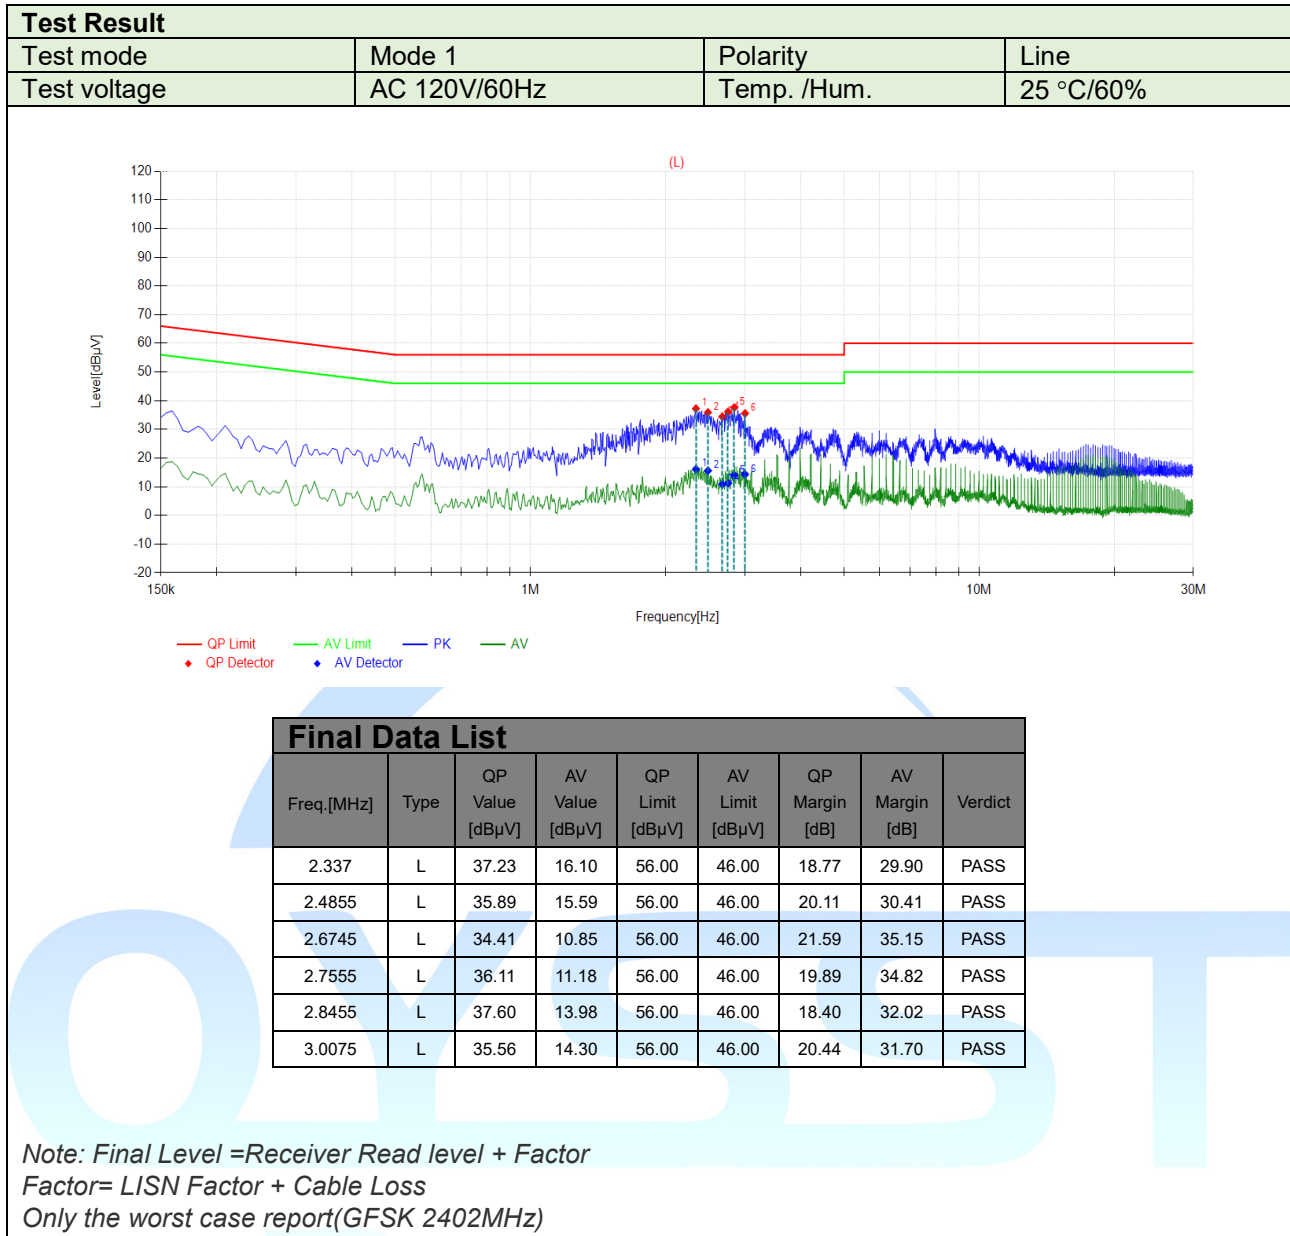 Test Result
Test mode Mode 1 Polarity Line
Test voltage AC 120V/60Hz Temp. /Hum. 25 °C/60%
(L)
120
110
100
90
80
70
60
50
40
30
20
10
0
-10
-20
Level[dBµV]
1 2 5 6
1 2 6
150k 1M 10M 30M
Frequency[Hz]
QP Limit AV Limit PK AV
QP Detector AV Detector
Final Data List
Freq.[MHz] Type QP Value [dBµV] AV Value [dBµV] QP Limit [dBµV] AV Limit [dBµV] QP Margin [dB] AV Margin [dB] Verdict
2.337 L 37.23 16.10 56.00 46.00 18.77 29.90 PASS
2.4855 L 35.89 15.59 56.00 46.00 20.11 30.41 PASS
2.6745 L 34.41 10.85 56.00 46.00 21.59 35.15 PASS
2.7555 L 36.11 11.18 56.00 46.00 19.89 34.82 PASS
2.8455 L 37.60 13.98 56.00 46.00 18.40 32.02 PASS
3.0075 L 35.56 14.30 56.00 46.00 20.44 31.70 PASS
QYSST
Note: Final Level =Receiver Read level + Factor
Factor= LISN Factor + Cable Loss
Only the worst case report(GFSK 2402MHz)